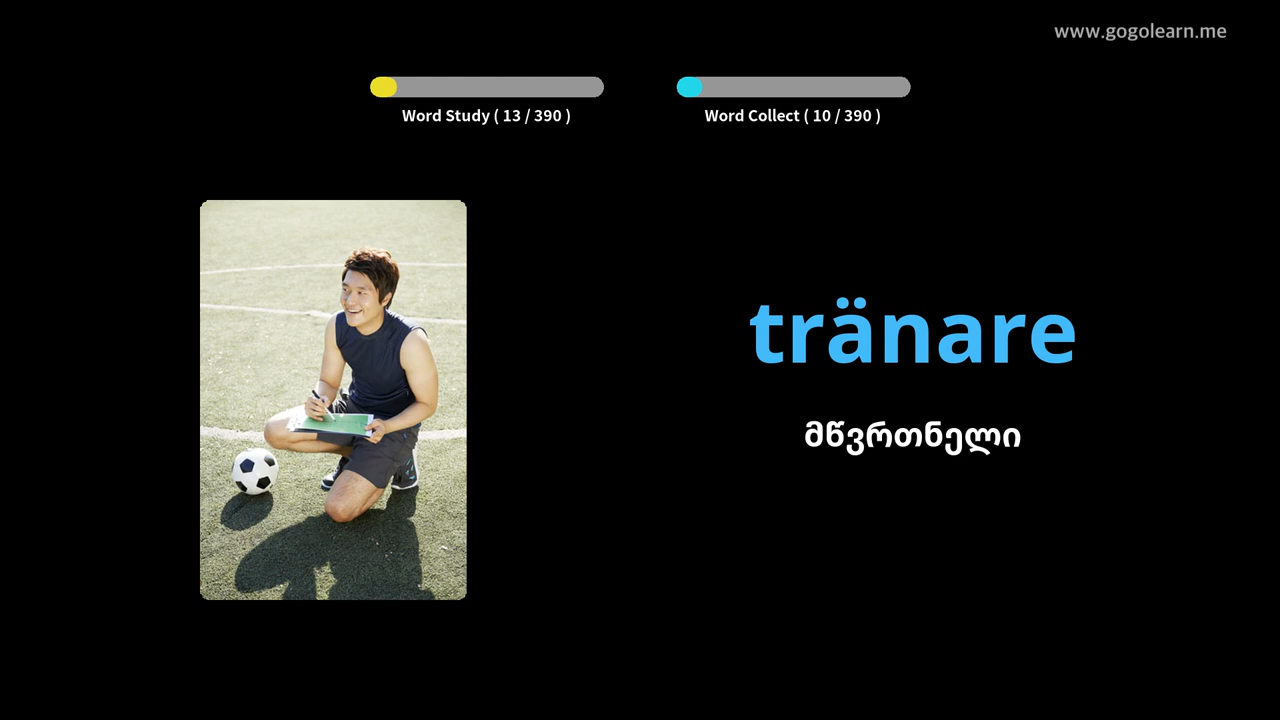 www.gogolearn.me
Word Study ( 13 / 390 )
Word Collect ( 10 / 390 )
tränare
მწვრთნელი